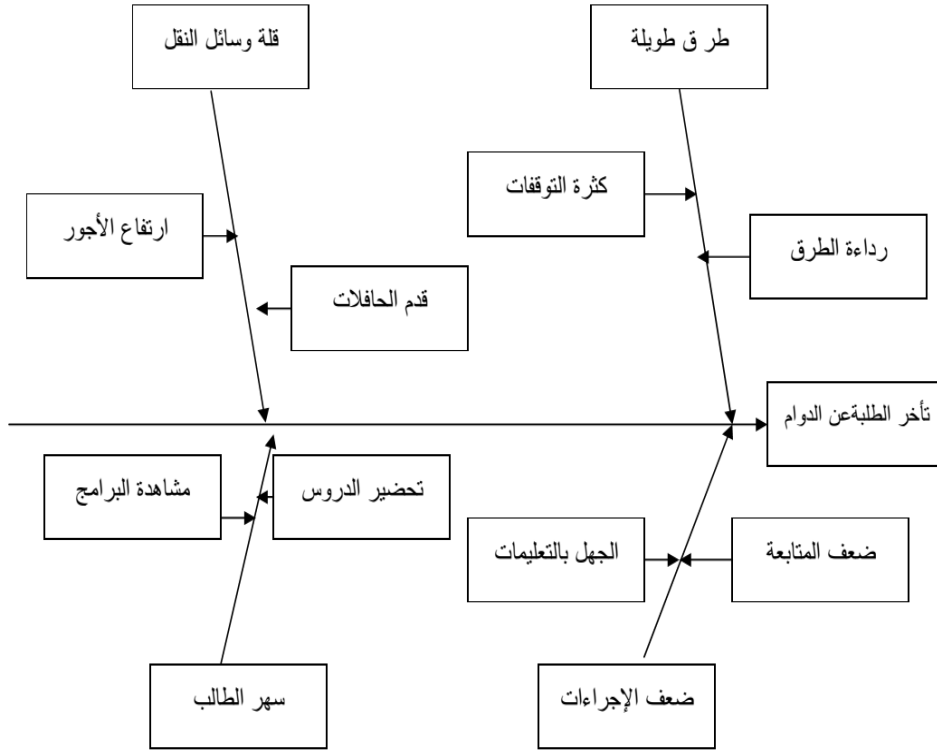 طر ق طويلة
قلة وسائل النقل
كثرة التوقفات
ارتفاع الأجور
رداءة الطرق
قدم الحافلات
تأخر الطلبةعن الدوام
تحضير الدروس
مشاهدة البرامج
ضعف المتابعة
الجهل بالتعليمات
ضعف الإجراءات
سهر الطالب